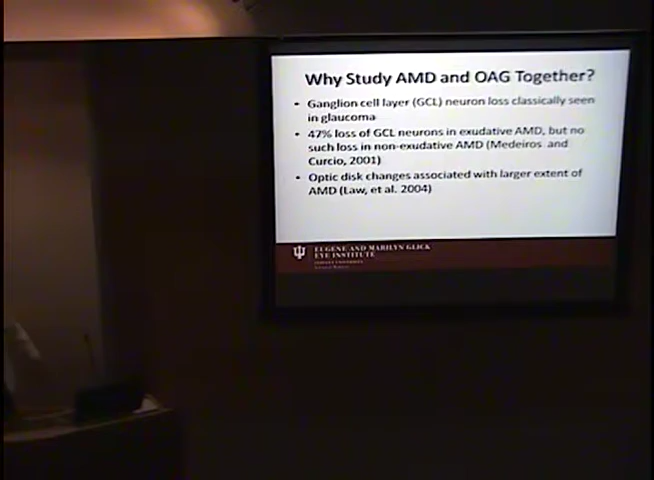 Why Study AMD and OAG Together?
• Ganglion cell layer (GCL) neuron loss classically seen
in glaucoma
• 47% loss of GCL neurons in exudative AMD, but no
such loss in non-exudative AMD (Medeiros and
Curcio, 2001)
• Optic disk changes associated with larger extent of
AMD (Law, et al. 2004)
EUGENE AND MARILYN GLICK
EYE INSTITUTE